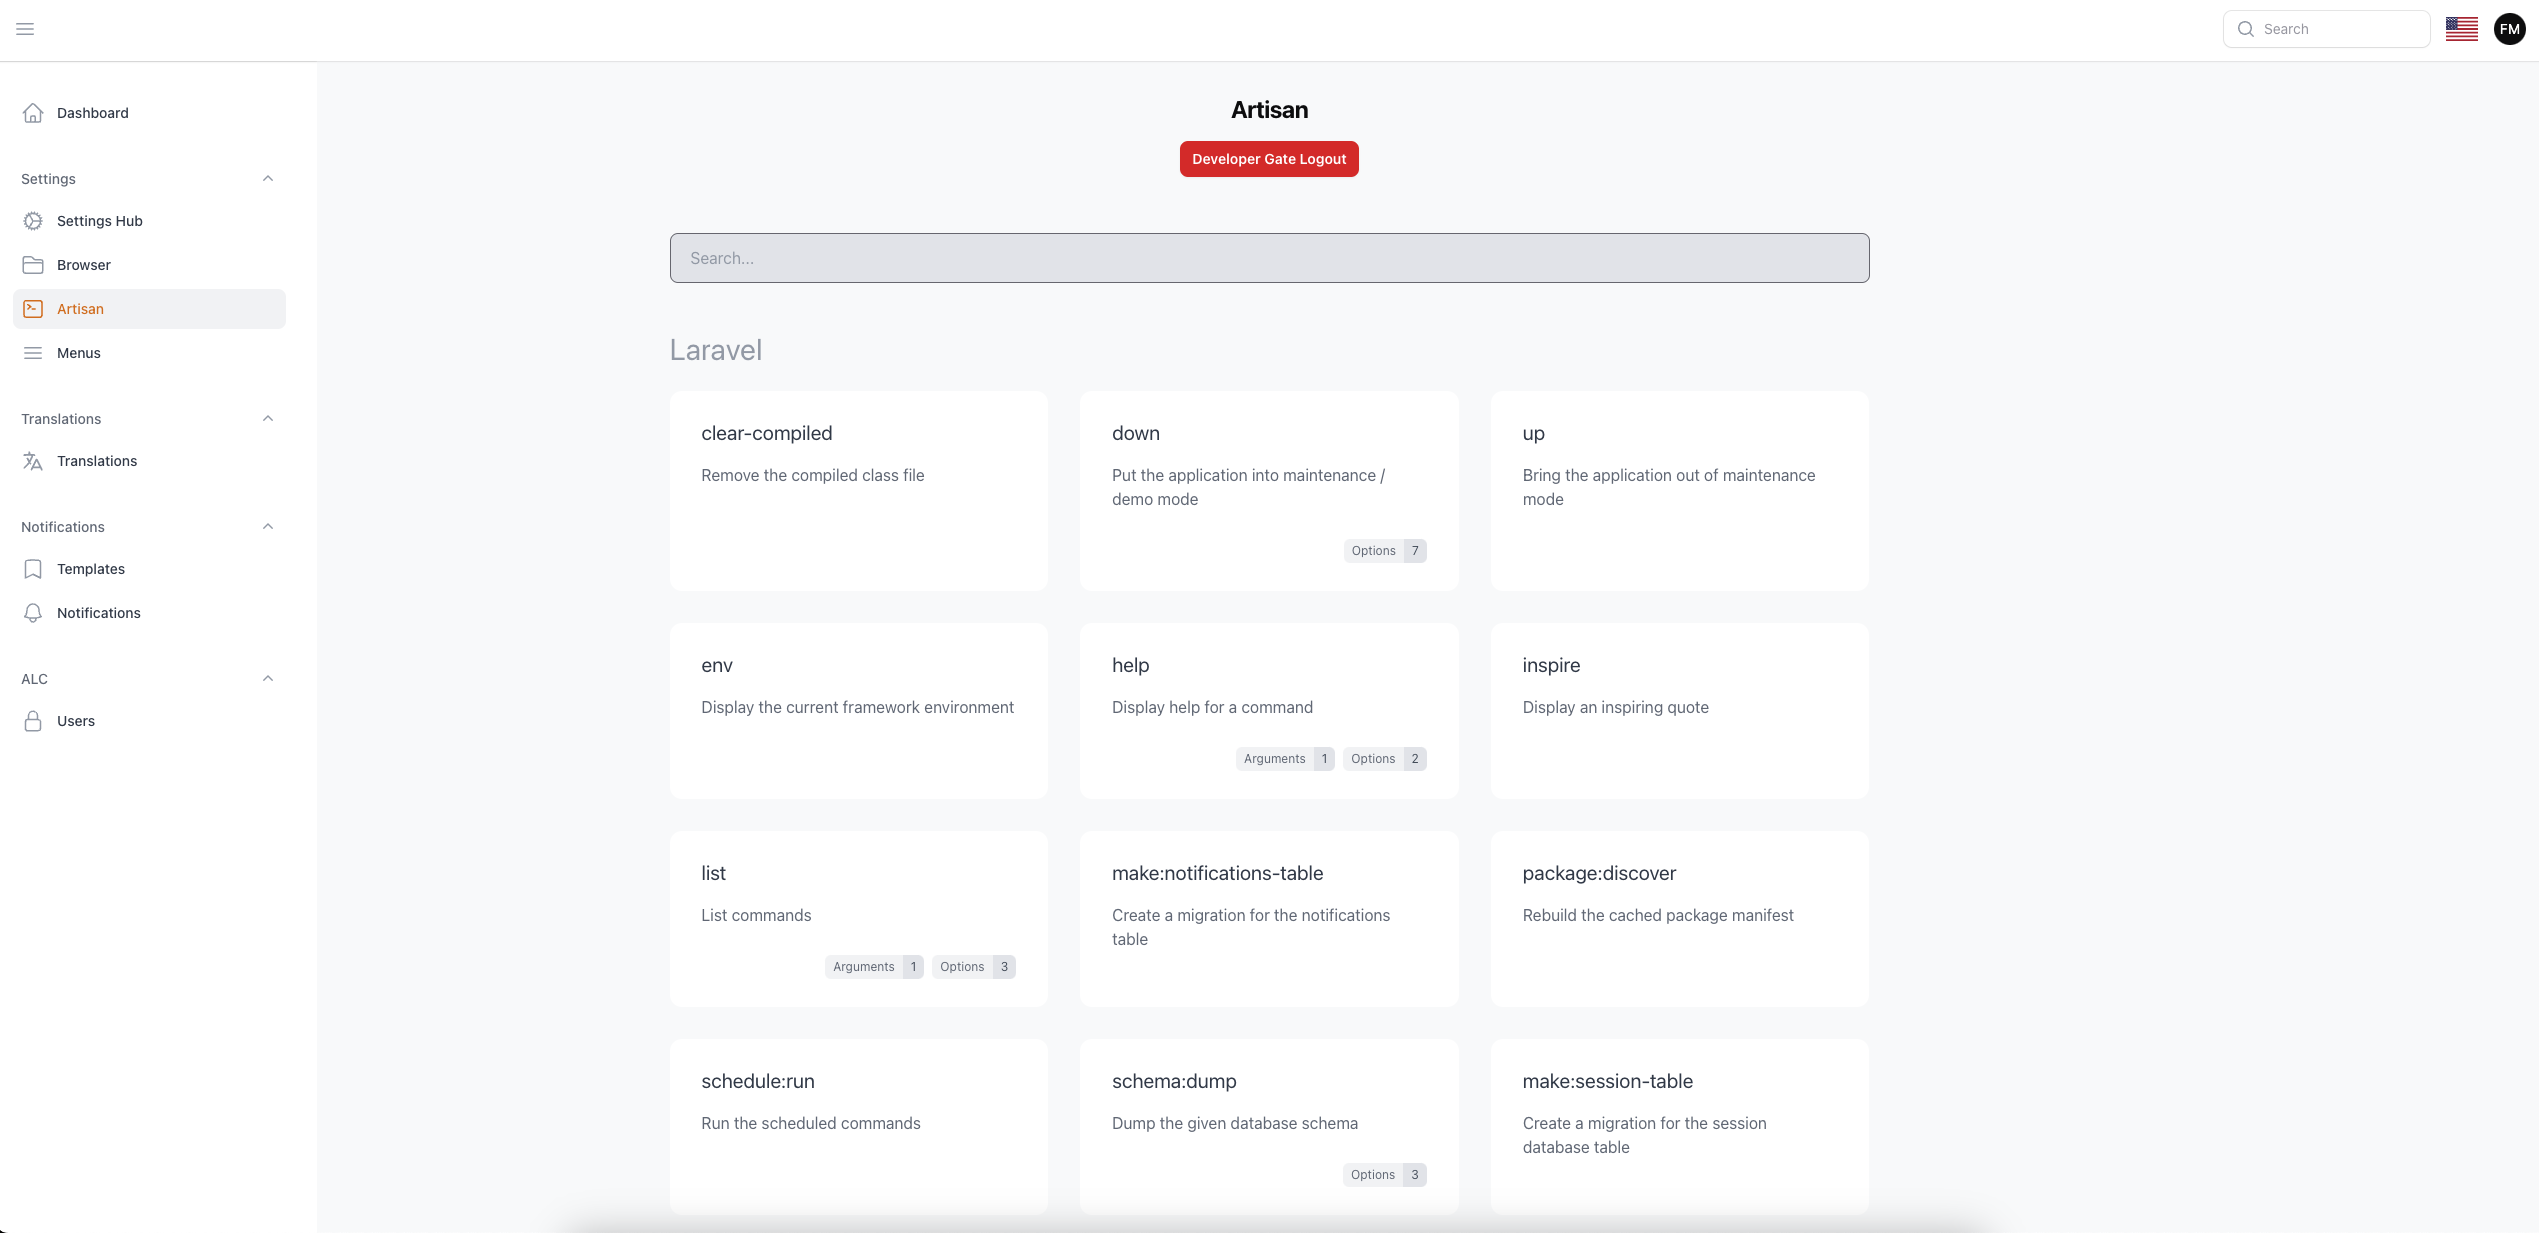 Search
FM
Dashboard
Settings
Settings Hub
Browser
Artisan
Menus
Translations
Translations
Notifications
Templates
Notifications
ALC
Users
Artisan
Developer Gate Logout
Search...
Laravel
clear-compiled
Remove the compiled class file
down
Put the application into maintenance /
demo mode
Options 7
up
Bring the application out of maintenance
mode
env
Display the current framework environment
help
Display help for a command
Arguments 1 Options 2
inspire
Display an inspiring quote
list
List commands
Arguments 1 Options 3
make:notifications-table
Create a migration for the notifications
table
package:discover
Rebuild the cached package manifest
schedule:run
Run the scheduled commands
schema:dump
Dump the given database schema
Options 3
make:session-table
Create a migration for the session
database table